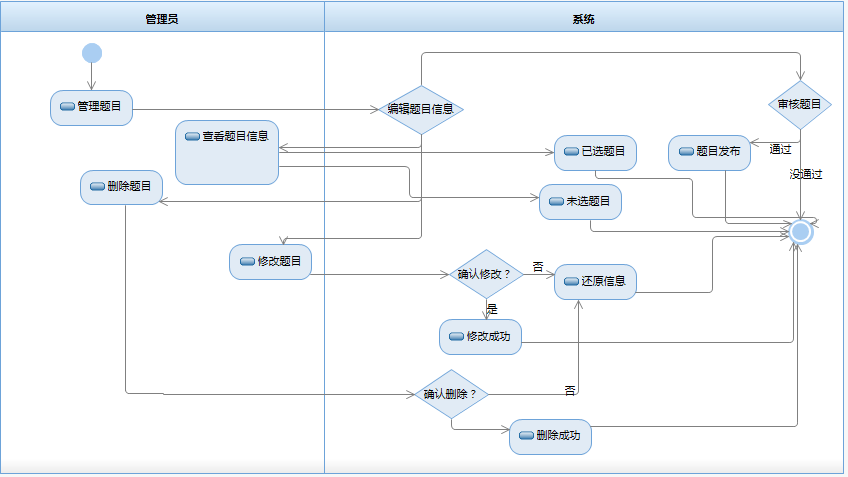 管理员
系统
管理题目
编辑题目信息
审核题目
查看题目信息
已选题目
题目发布
通过
没通过
删除题目
未选题目
修改题目
确认修改？
否
还原信息
是
修改成功
确认删除？
否
删除成功